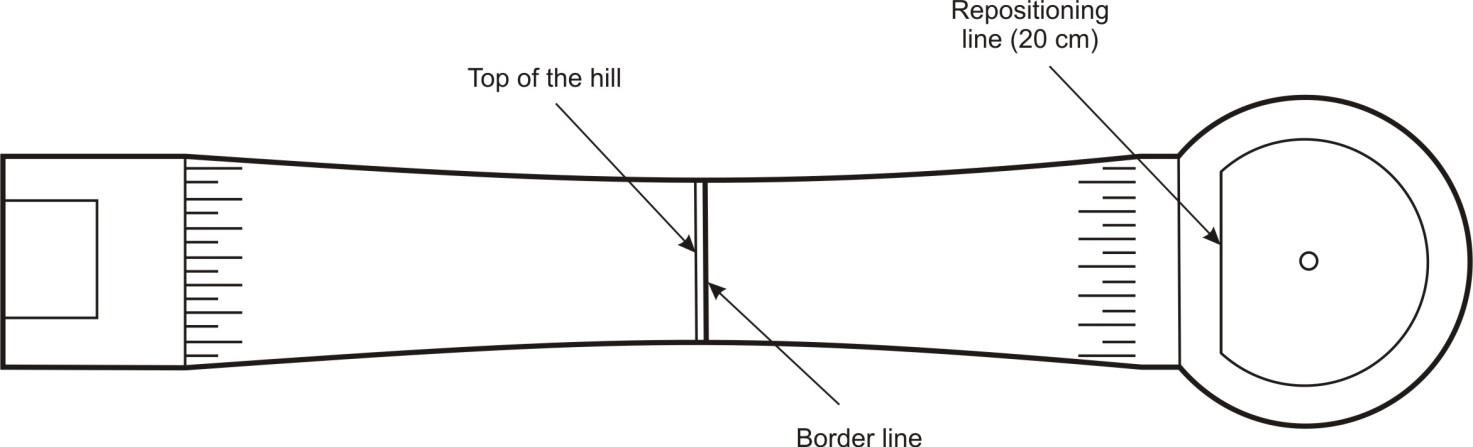 Repositioning
line (20 cm)
Top of the hill
Border line